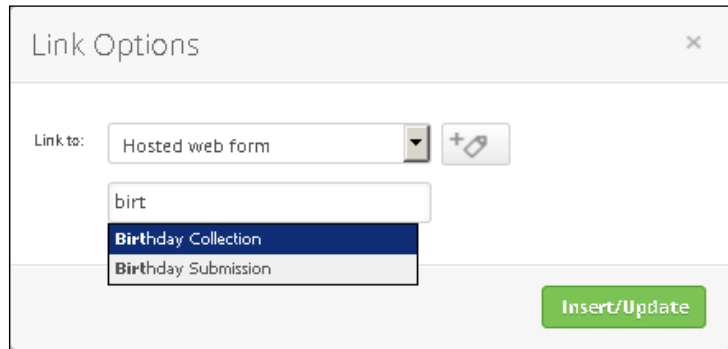 Link Options ×
Link to: Hosted web form
birt
Birthday Collection
Birthday Submission
Insert/Update